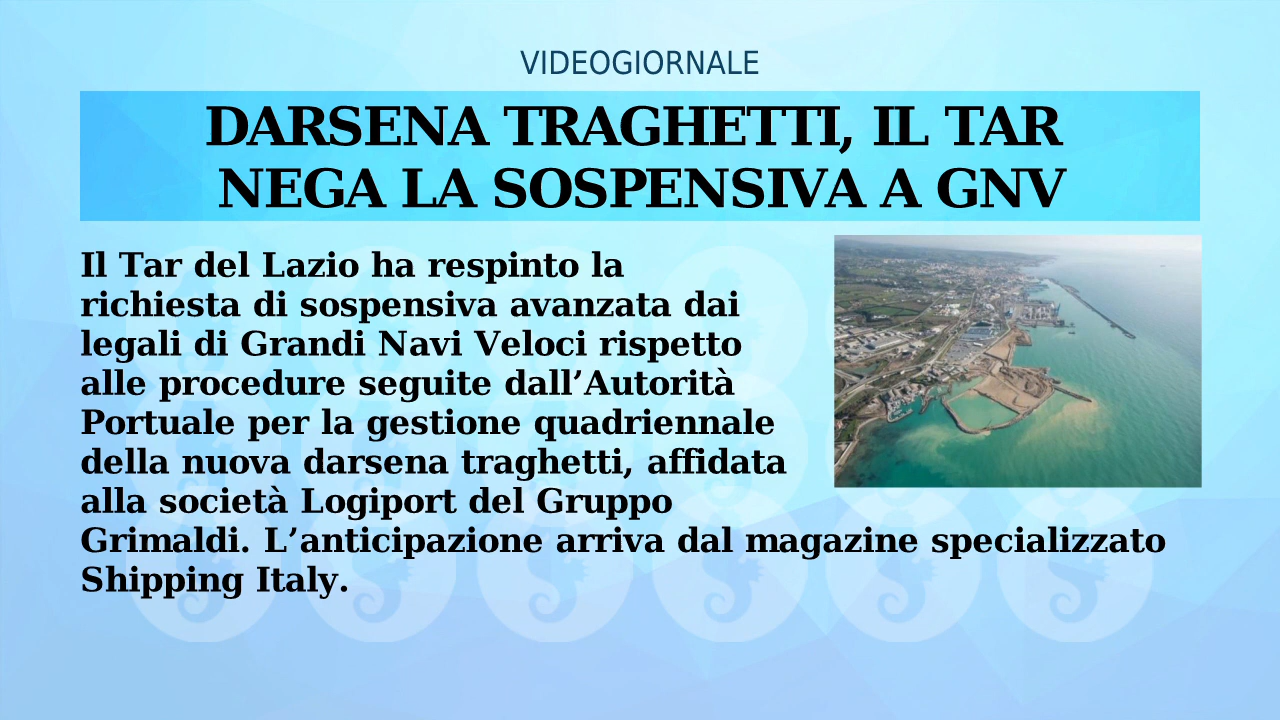 VIDEOGIORNALE
DARSENA TRAGHETTI, IL TAR
NEGA LA SOSPENSIVA A GNV
Il Tar del Lazio ha respinto la
richiesta di sospensiva avanzata dai
legali di Grandi Navi Veloci rispetto
alle procedure seguite dall’Autorità
Portuale per la gestione quadriennale
della nuova darsena traghetti, affidata
alla società Logiport del Gruppo
Grimaldi. L’anticipazione arriva dal magazine specializzato
Shipping Italy.